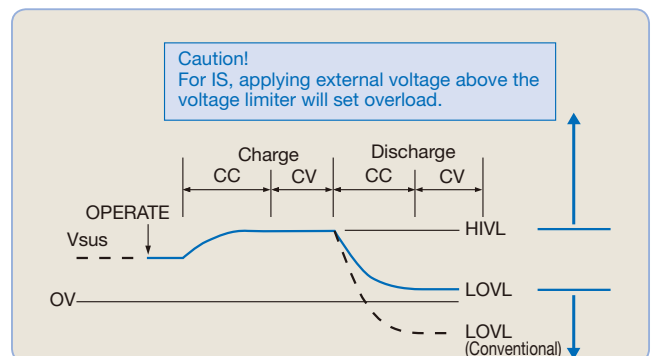 Caution!
For IS, applying external voltage above the
voltage limiter will set overload.
Charge
Discharge
CC
CV
CC
CV
OPERATE
Vsus
HIVL
OV
LOVL
LOVL
(Conventional)